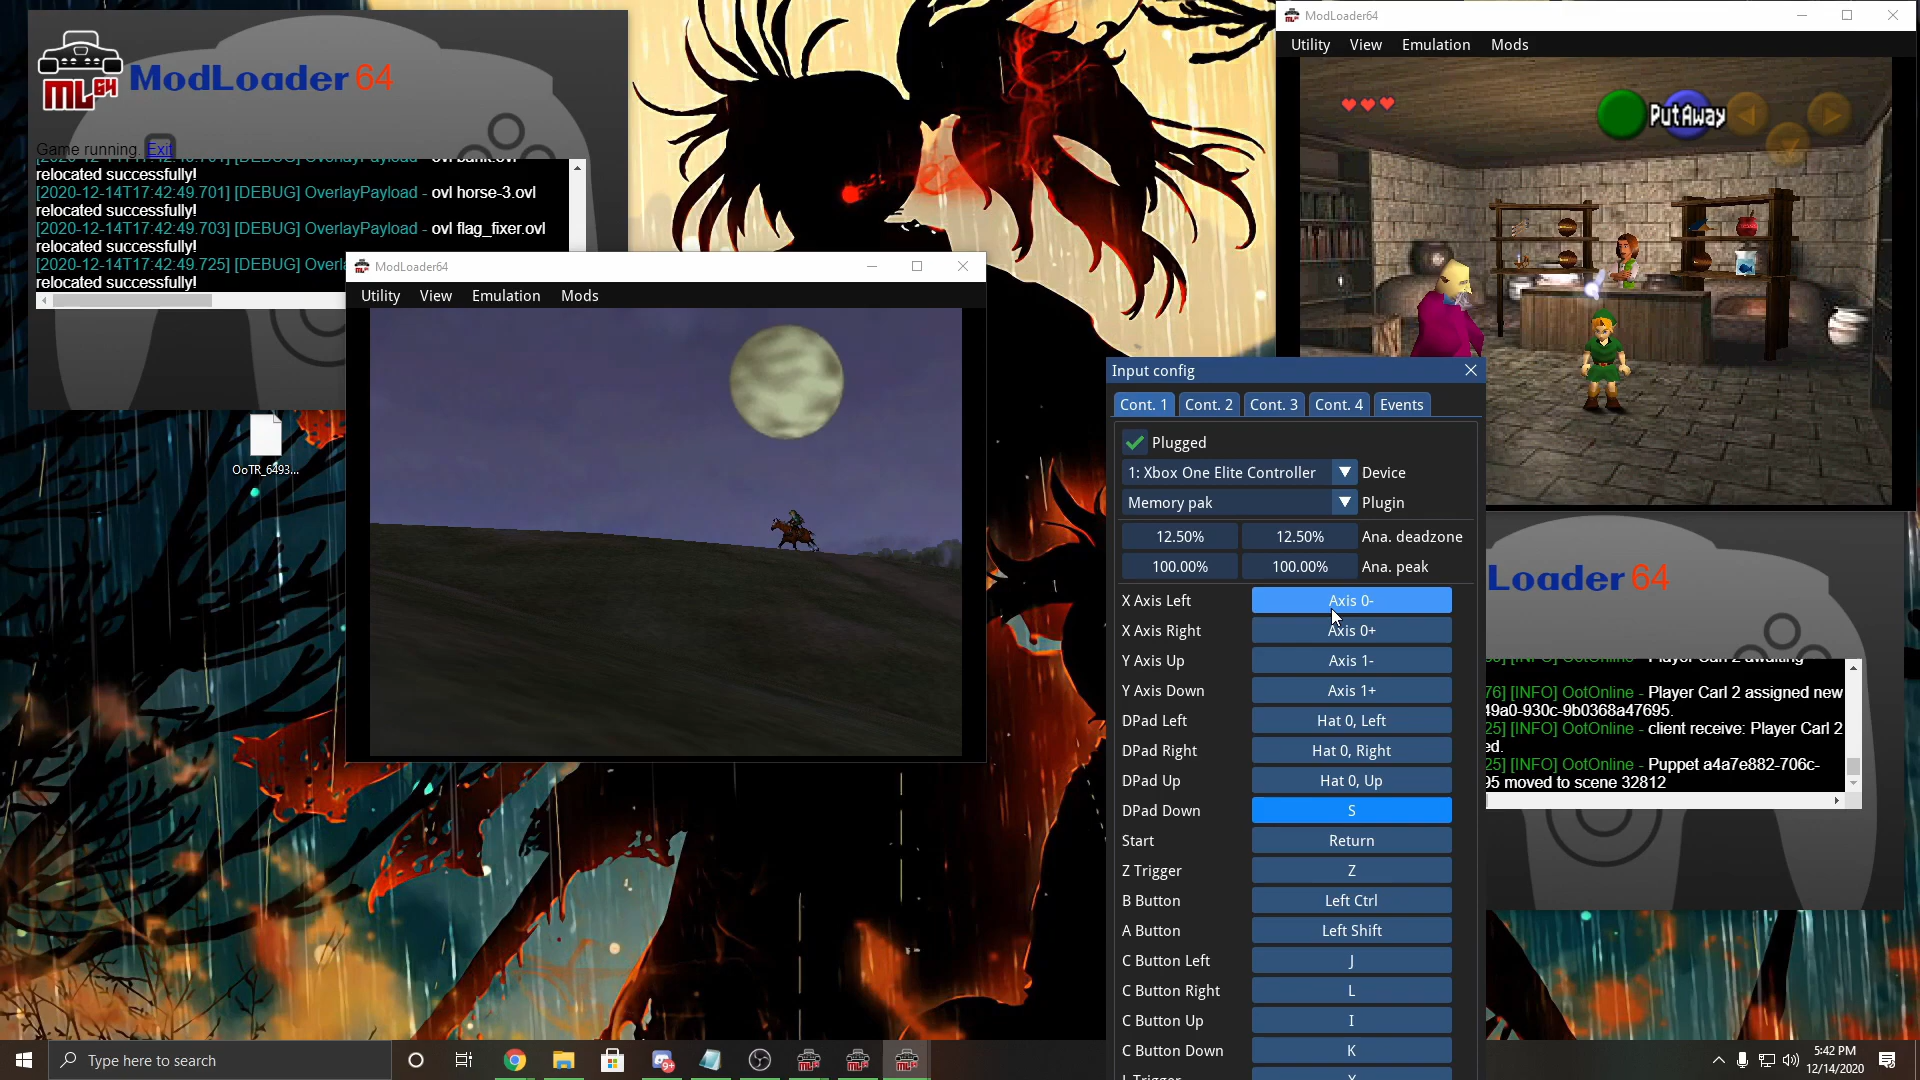 ModLoader 64
ML64
Game running. Exit
relocated successfully!
[2020-12-14T17:42:49.701] [DEBUG] OverlayPayload - ovl horse-3.ovl
relocated successfully!
[2020-12-14T17:42:49.703] [DEBUG] OverlayPayload - ovl flag_fixer.ovl
relocated successfully!
[2020-12-14T17:42:49.725] [DEBUG] Overl
relocated successfully!
ModLoader64
Utility View Emulation Mods
OoTR_6493...
ModLoader64
Utility View Emulation Mods
Put Away
Input config
Cont. 1 Cont. 2 Cont. 3 Cont. 4 Events
Plugged
1: Xbox One Elite Controller Device
Memory pak Plugin
12.50% 12.50% Ana. deadzone
100.00% 100.00% Ana. peak
X Axis Left Axis 0-
X Axis Right Axis 0+
Y Axis Up Axis 1-
Y Axis Down Axis 1+
DPad Left Hat 0, Left
DPad Right Hat 0, Right
DPad Up Hat 0, Up
DPad Down S
Start Return
Z Trigger Z
B Button Left Ctrl
A Button Left Shift
C Button Left J
C Button Right L
C Button Up I
C Button Down K
Loader 64
76] [INFO] OotOnline - Player Carl 2 assigned new
49a0-930c-9b0368a47695.
25] [INFO] OotOnline - client receive: Player Carl 2
ed.
25] [INFO] OotOnline - Puppet a4a7e882-706c-
95 moved to scene 32812
Type here to search
9+
5:42 PM
12/14/2020